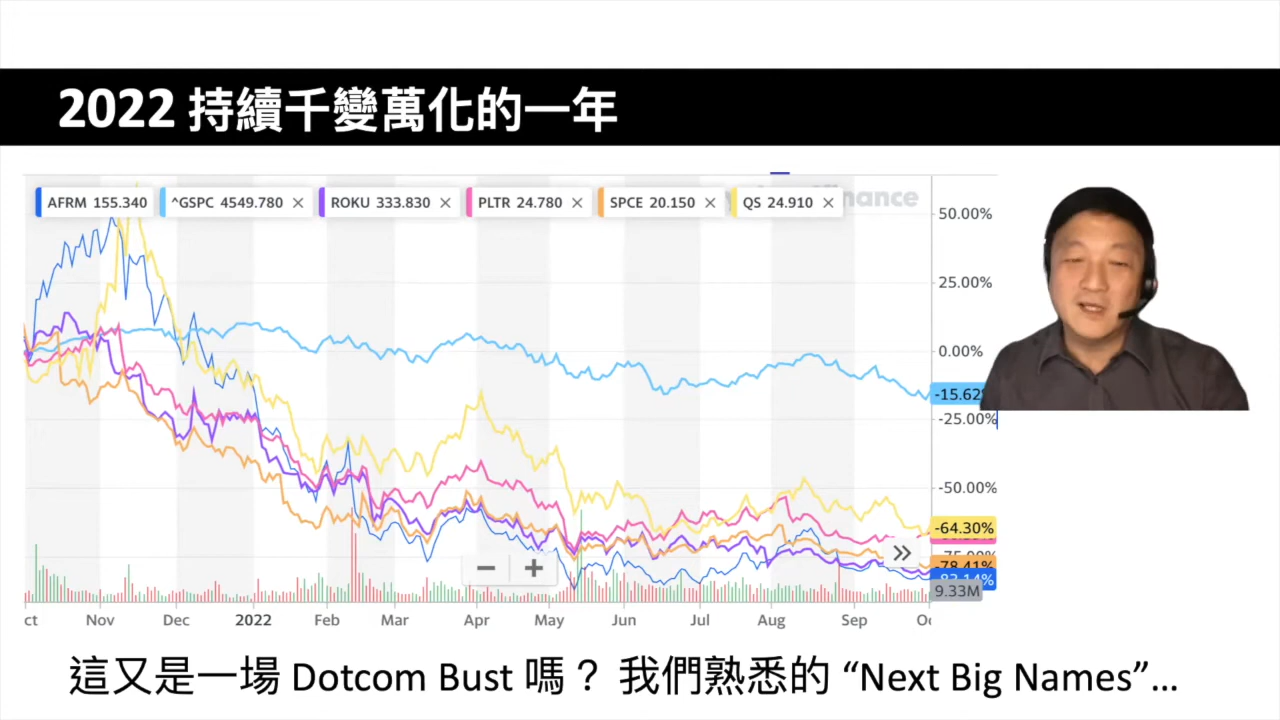 2022 持續千變萬化的一年
AFRM 155.340
^GSPC 4549.780 ×
ROKU 333.830 ×
PLTR 24.780 ×
SPCE 20.150 ×
QS 24.910 ×
50.00%
25.00%
0.00%
-15.62
-25.00%
-50.00%
-64.30%
-78.41%
9.33M
Nov Dec 2022 Feb Mar Apr May Jun Jul Aug Sep
這又是一場 Dotcom Bust 嗎？ 我們熟悉的 “Next Big Names”…